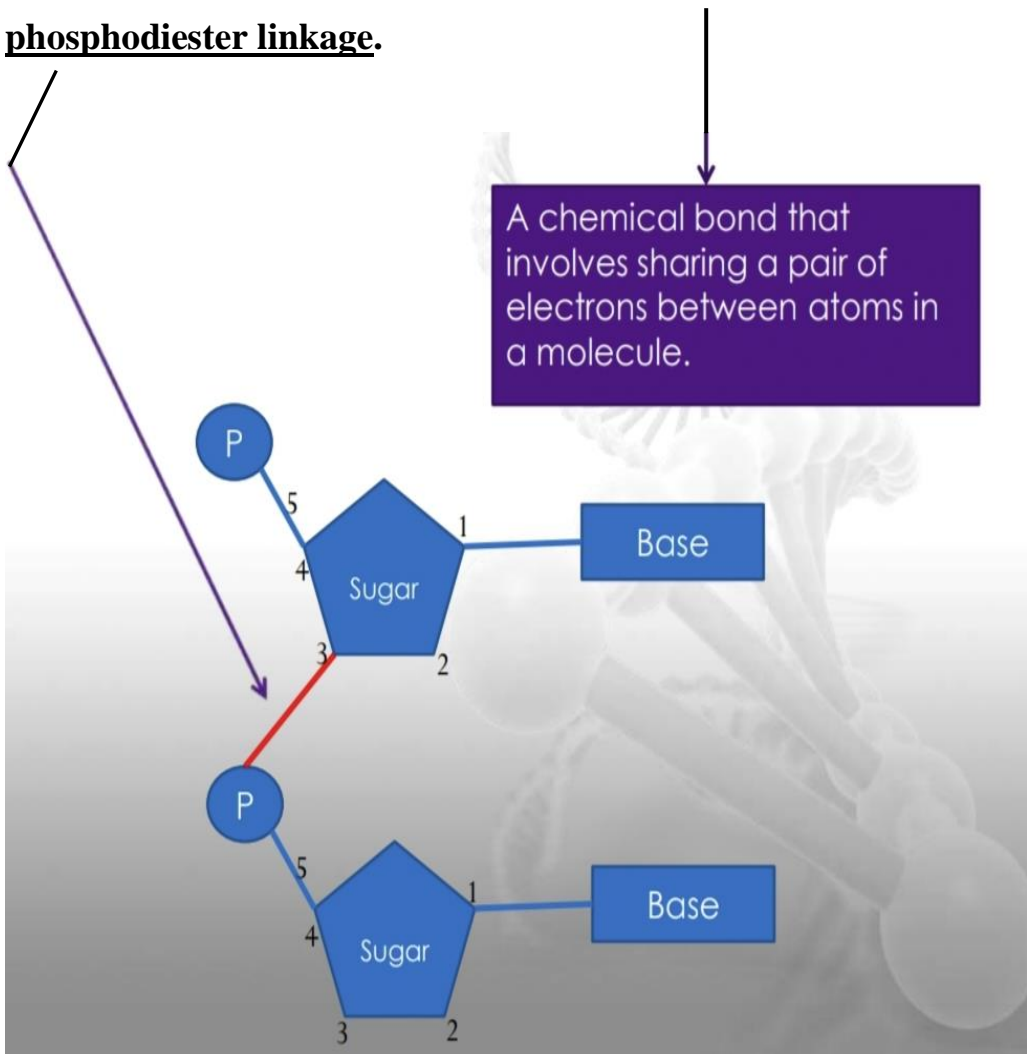 phosphodiester linkage.
A chemical bond that
involves sharing a pair of
electrons between atoms in
a molecule.
P
5
1
Base
4
Sugar
3
2
P
5
1
Base
4
Sugar
3
2